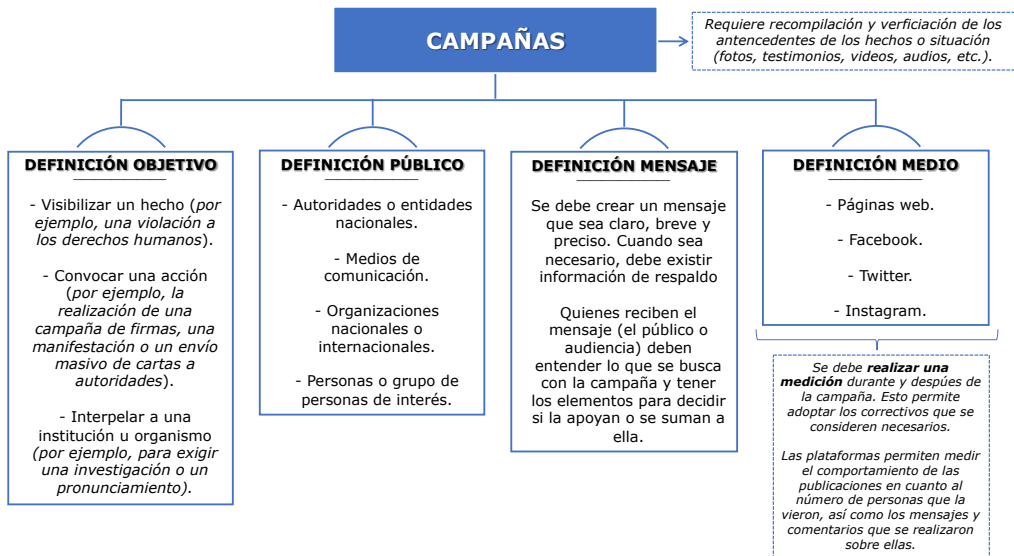 CAMPAÑAS
Requiere recompilación y verficiación de los
antencedentes de los hechos o situación
(fotos, testimonios, videos, audios, etc.).
DEFINICIÓN OBJETIVO
- Visibilizar un hecho (por
ejemplo, una violación a
los derechos humanos).
- Convocar una acción
(por ejemplo, la
realización de una
campaña de firmas, una
manifestación o un envío
masivo de cartas a
autoridades).
- Interpelar a una
institución u organismo
(por ejemplo, para exigir
una investigación o un
pronunciamiento).
DEFINICIÓN PÚBLICO
- Autoridades o entidades
nacionales.
- Medios de
comunicación.
- Organizaciones
nacionales o
internacionales.
- Personas o grupo de
personas de interés.
DEFINICIÓN MENSAJE
Se debe crear un mensaje
que sea claro, breve y
preciso. Cuando sea
necesario, debe existir
información de respaldo
Quienes reciben el
mensaje (el público o
audiencia) deben
entender lo que se busca
con la campaña y tener
los elementos para decidir
si la apoyan o se suman a
ella.
DEFINICIÓN MEDIO
- Páginas web.
- Facebook.
- Twitter.
- Instagram.
Se debe realizar una
medición durante y despúes de
la campaña. Esto permite
adoptar los correctivos que se
consideren necesarios.
Las plataformas permiten medir
el comportamiento de las
publicaciones en cuanto al
número de personas que la
vieron, así como los mensajes y
comentarios que se realizaron
sobre ellas.